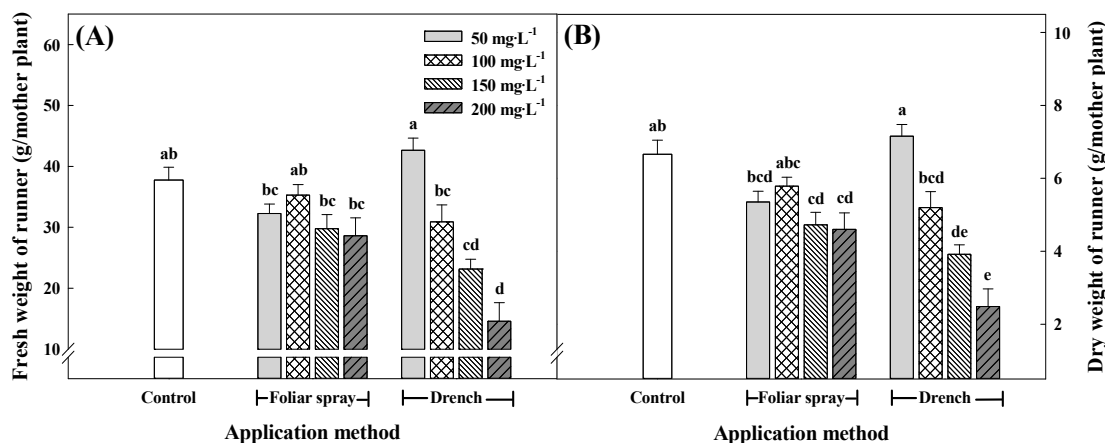 (A)
50 mg·L-1
100 mg·L-1
150 mg·L-1
200 mg·L-1
(B)
Fresh weight of runner (g/mother plant)
60
50
40
30
20
10
ab
bc
ab
bc
bc
a
bc
cd
d
Control
Foliar spray
Drench
Application method
ab
bcd
abc
cd
cd
a
bcd
de
e
Control
Foliar spray
Drench
Application method
10
8
6
4
2
Dry weight of runner (g/mother plant)